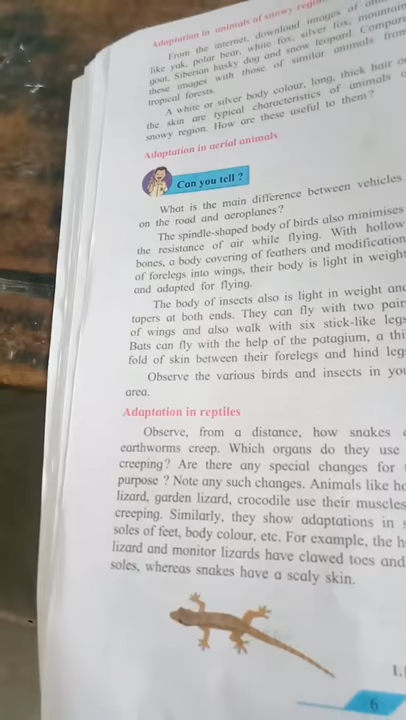 Adaptation in animals of snowy
From the internet, download images of
like yak, polar bear, white fox, silver fox, mountain
goat, Siberian husky dog and snow leopard. Compare
these images with those of similar animals from
tropical forests.
A white or silver body colour, long, thick hair on
the skin are typical characteristics of animals
snowy region. How are these useful to them?
Adaptation in aerial animals
Can you tell ?
What is the main difference between vehicles
on the road and aeroplanes?
The spindle-shaped body of birds also minimises
the resistance of air while flying. With hollow
bones, a body covering of feathers and modification
of forelegs into wings, their body is light in weight
and adapted for flying.
The body of insects also is light in weight and
tapers at both ends. They can fly with two pair
of wings and also walk with six stick-like legs
Bats can fly with the help of the patagium, a thi
fold of skin between their forelegs and hind leg
Observe the various birds and insects in you
area.
Adaptation in reptiles
Observe, from a distance, how snakes
earthworms creep. Which organs do they use
creeping? Are there any special changes for
purpose ? Note any such changes. Animals like ho
lizard, garden lizard, crocodile use their muscles
creeping. Similarly, they show adaptations in
soles of feet, body colour, etc. For example, the h
lizard and monitor lizards have clawed toes and
soles, whereas snakes have a scaly skin.
1.
6